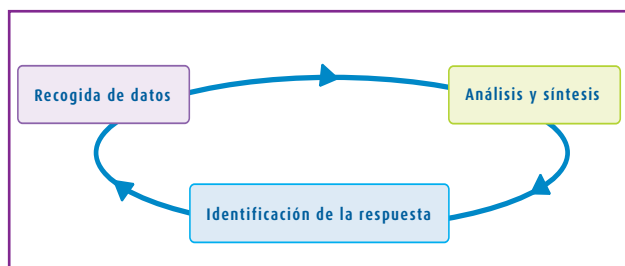 Recogida de datos
Análisis y síntesis
Identificación de la respuesta